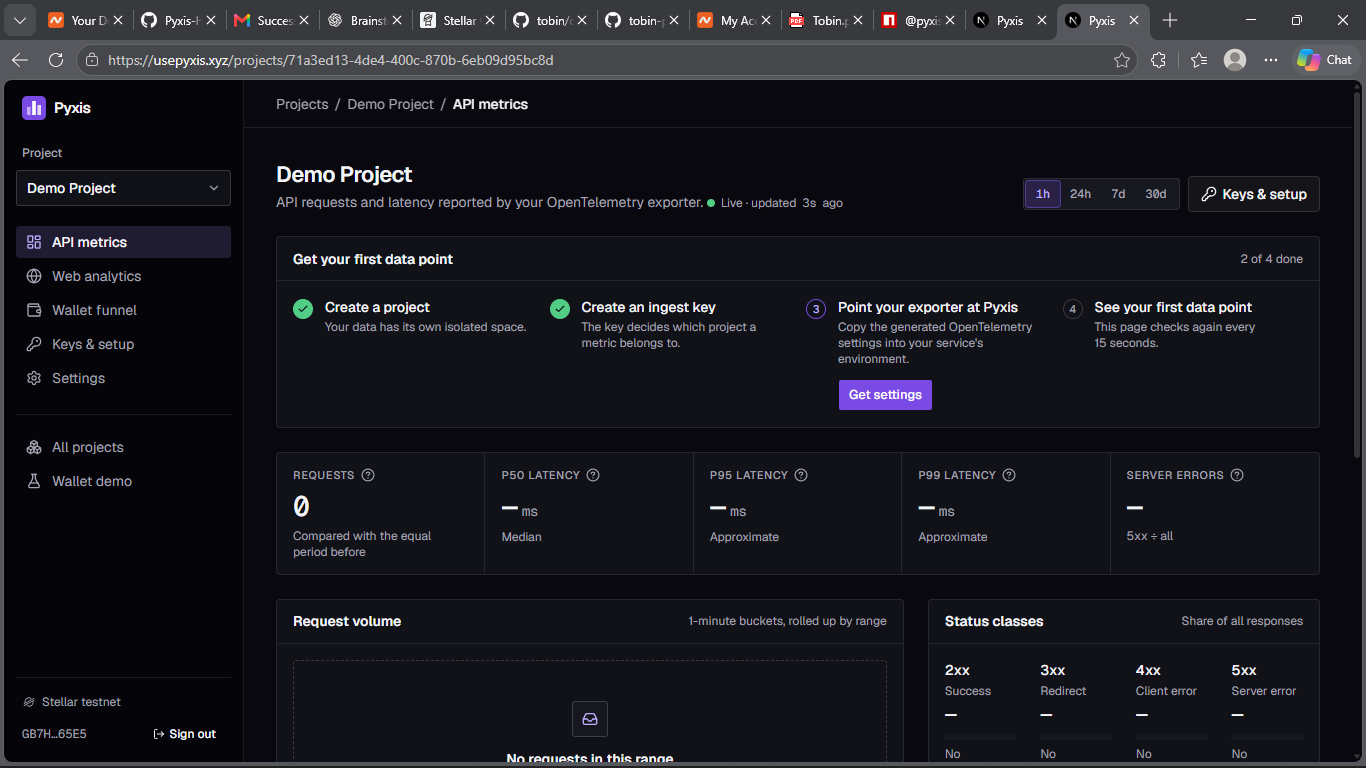 Your D
Pyxis-H
Succes
Brainst
Stellar
tobin/
tobin-p
My Ac
Tobin.p
@pyxis
Pyxis
Pyxis
https://usepyxis.xyz/projects/71a3ed13-4de4-400c-870b-6eb09d95bc8d
Chat
Pyxis
Projects / Demo Project / API metrics
Project
Demo Project
API metrics
Web analytics
Wallet funnel
Keys & setup
Settings
All projects
Wallet demo
Stellar testnet
GB7H...65E5
Sign out
Demo Project
API requests and latency reported by your OpenTelemetry exporter.
Live · updated 3s ago
1h 24h 7d 30d
Keys & setup
Get your first data point
2 of 4 done
Create a project
Your data has its own isolated space.
Create an ingest key
The key decides which project a
metric belongs to.
3
Point your exporter at Pyxis
Copy the generated OpenTelemetry
settings into your service's
environment.
Get settings
4
See your first data point
This page checks again every
15 seconds.
REQUESTS
0
Compared with the equal
period before
P50 LATENCY
— ms
Median
P95 LATENCY
— ms
Approximate
P99 LATENCY
— ms
Approximate
SERVER ERRORS
—
5xx ÷ all
Request volume
1-minute buckets, rolled up by range
No requests in this range
Status classes
Share of all responses
2xx
Success
—
No
3xx
Redirect
—
No
4xx
Client error
—
No
5xx
Server error
—
No